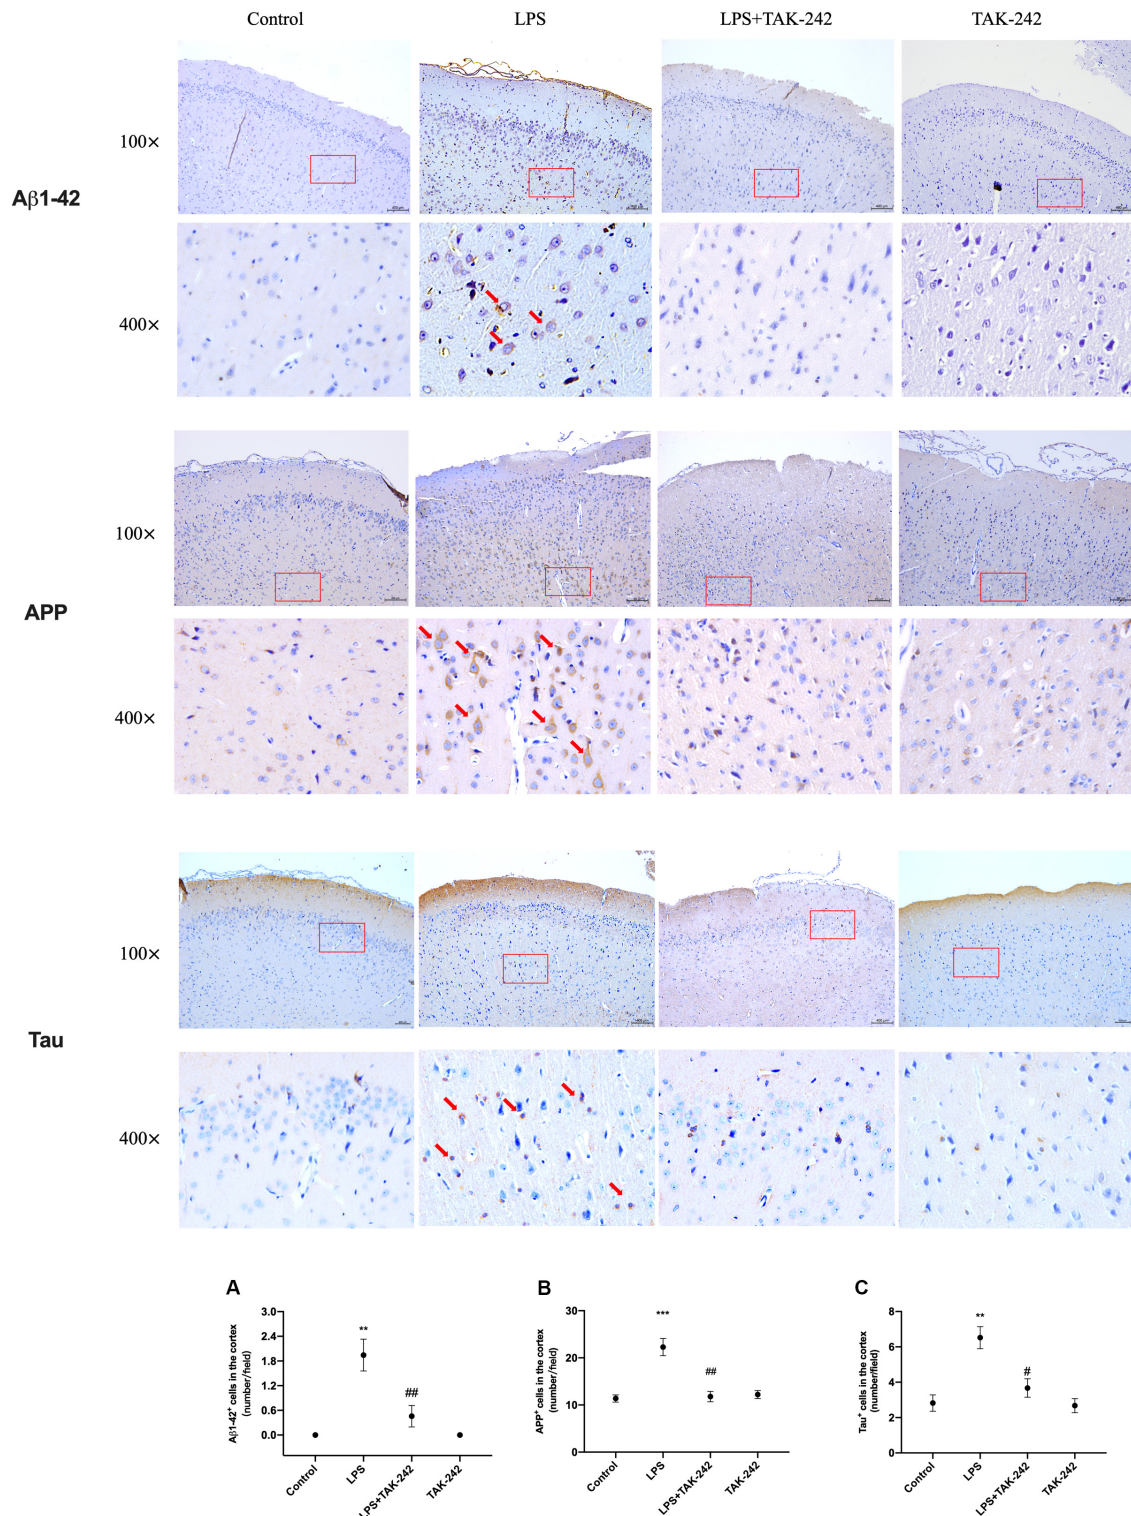 Control LPS LPS+TAK-242 TAK-242
100×
Aβ1-42
400×
100×
APP
400×
100×
Tau
400×
A
Aβ1-42⁺ cells in the cortex
(number/field)
3.0
2.4
1.8
1.2
0.6
0.0
**
##
Control
LPS
LPS+TAK-242
TAK-242
B
APP⁺ cells in the cortex
(number/field)
30
20
10
0
***
##
Control
LPS
LPS+TAK-242
TAK-242
C
Tau⁺ cells in the cortex
(number/field)
8
6
4
2
0
**
#
Control
LPS
LPS+TAK-242
TAK-242